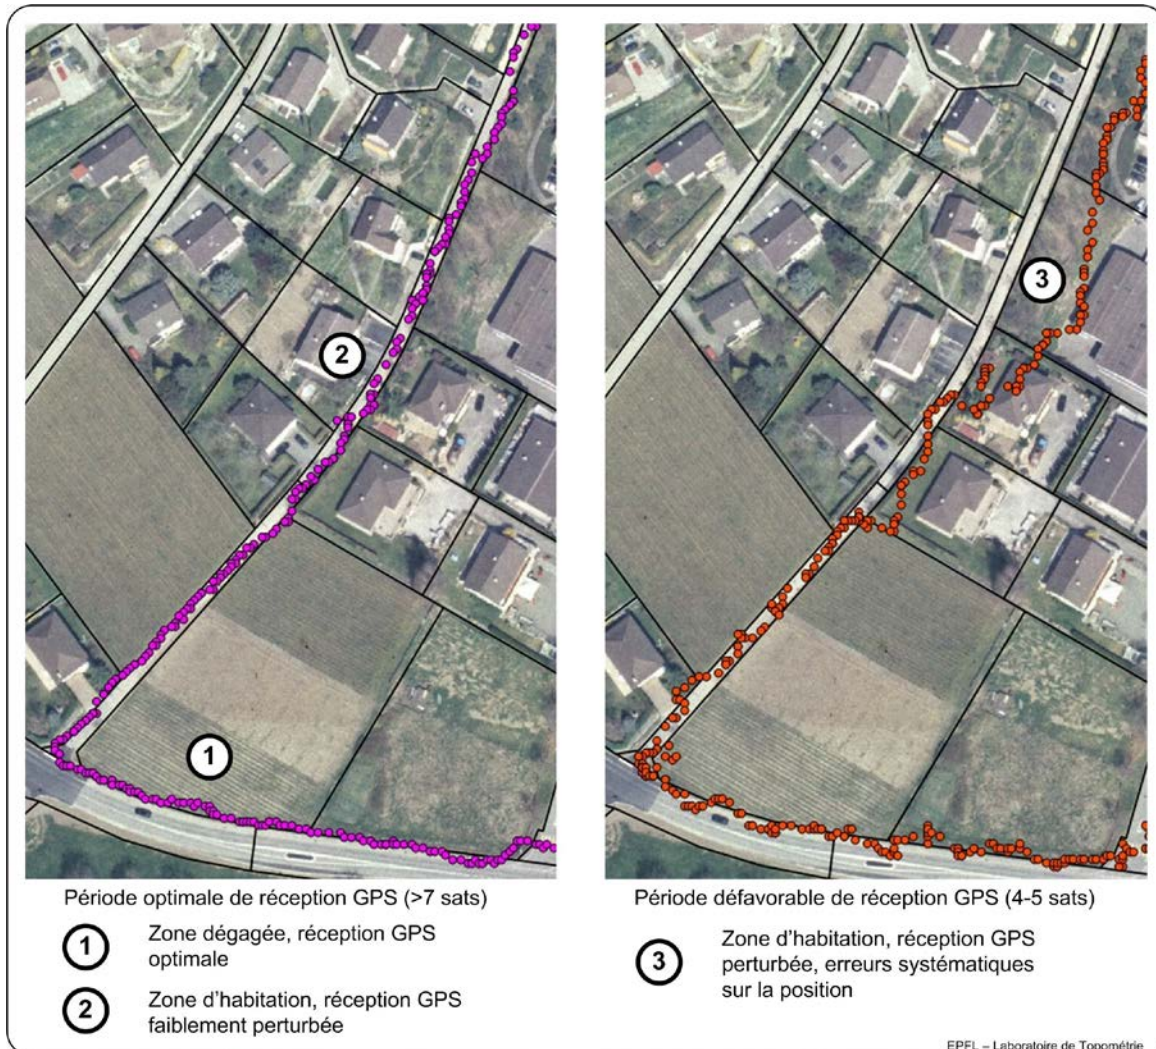 2
3
1
Période optimale de réception GPS (>7 sats)
1
Zone dégagée, réception GPS
optimale
2
Zone d'habitation, réception GPS
faiblement perturbée
Période défavorable de réception GPS (4-5 sats)
3
Zone d'habitation, réception GPS
perturbée, erreurs systématiques
sur la position
EPFL – Laboratoire de Topométrie